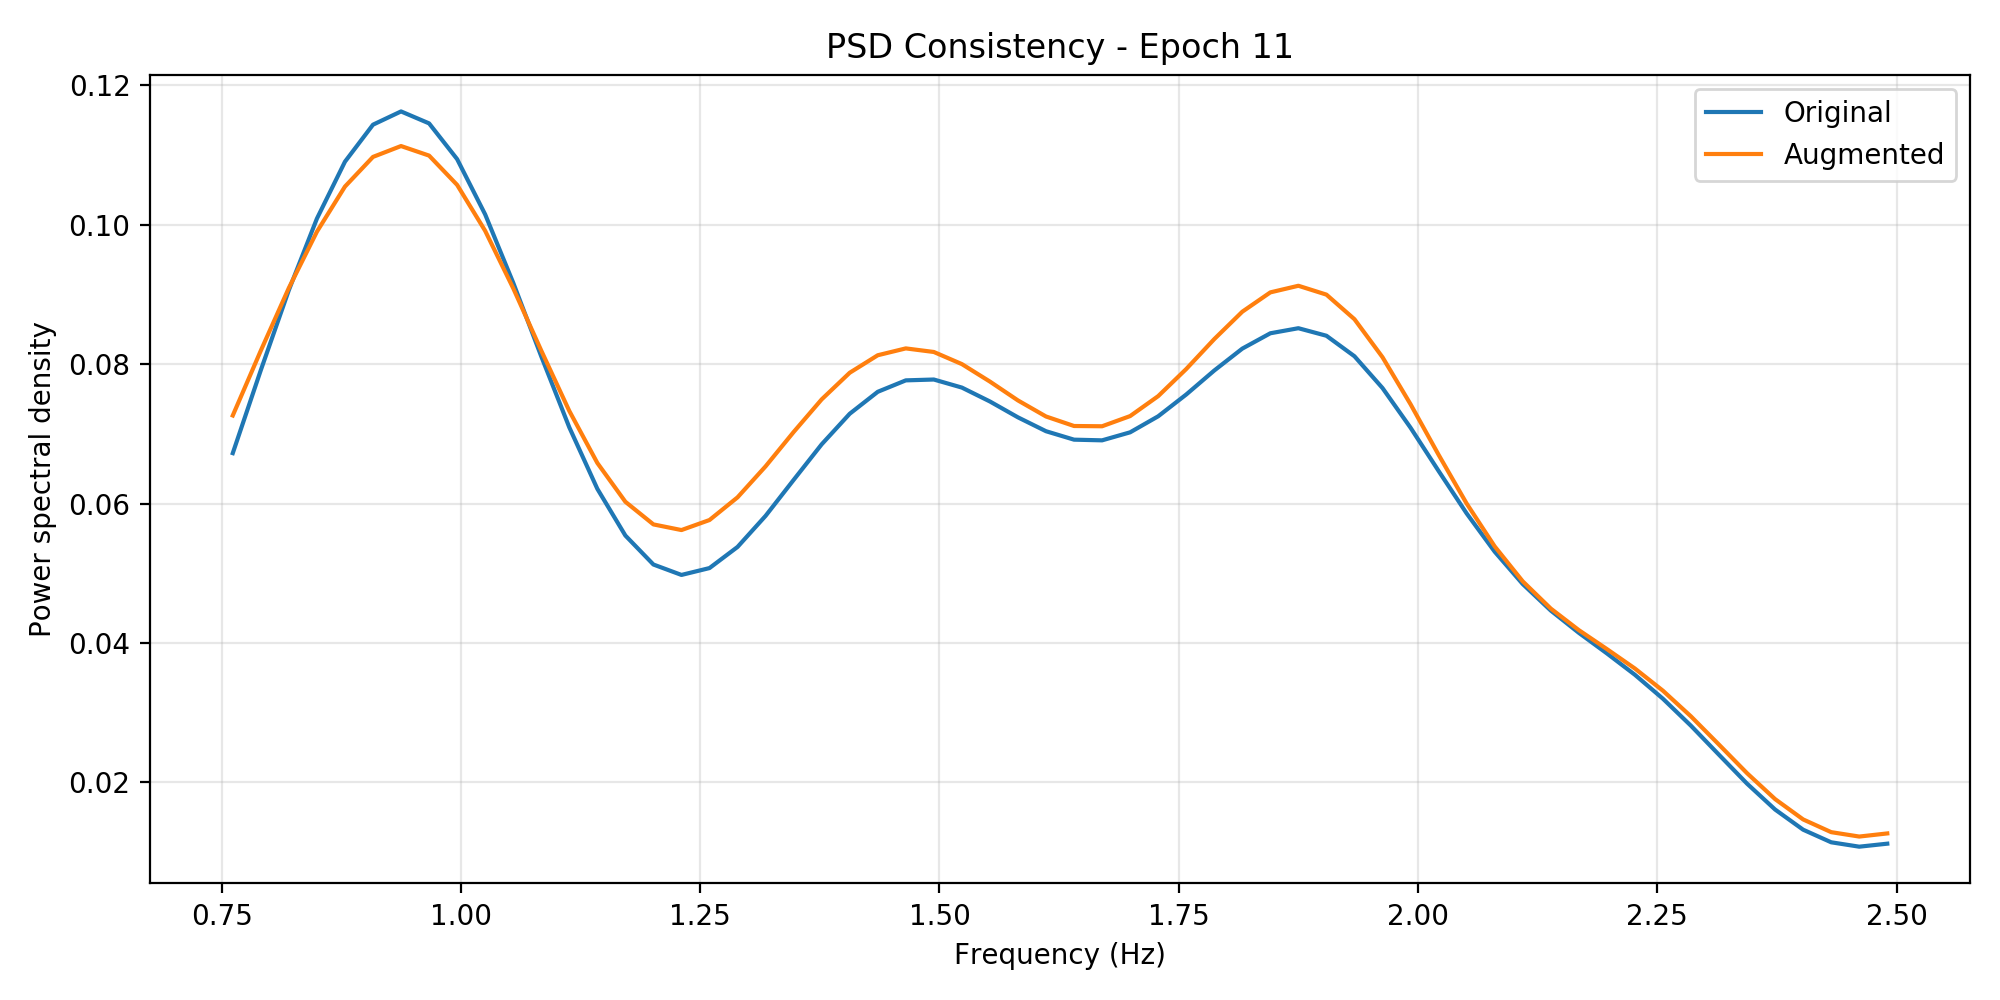 PSD Consistency - Epoch 11
Original
Augmented
Power spectral density
0.12
0.10
0.08
0.06
0.04
0.02
0.75 1.00 1.25 1.50 1.75 2.00 2.25 2.50
Frequency (Hz)